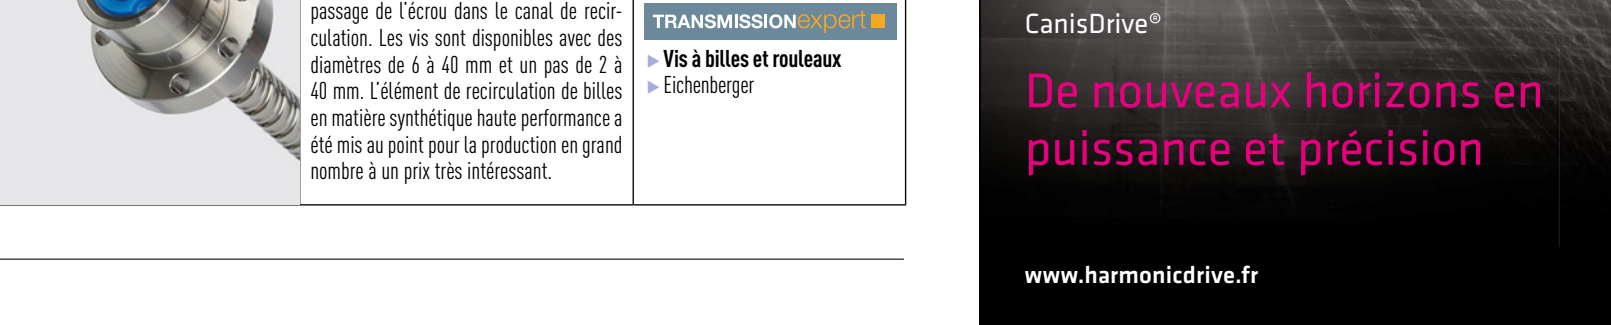 passage de l'écrou dans le canal de recir-
culation. Les vis sont disponibles avec des
diamètres de 6 à 40 mm et un pas de 2 à
40 mm. L'élément de recirculation de billes
en matière synthétique haute performance a
été mis au point pour la production en grand
nombre à un prix très intéressant.
TRANSMISSIONexpert
Vis à billes et rouleaux
Eichenberger
CanisDrive®
De nouveaux horizons en
puissance et précision
www.harmonicdrive.fr